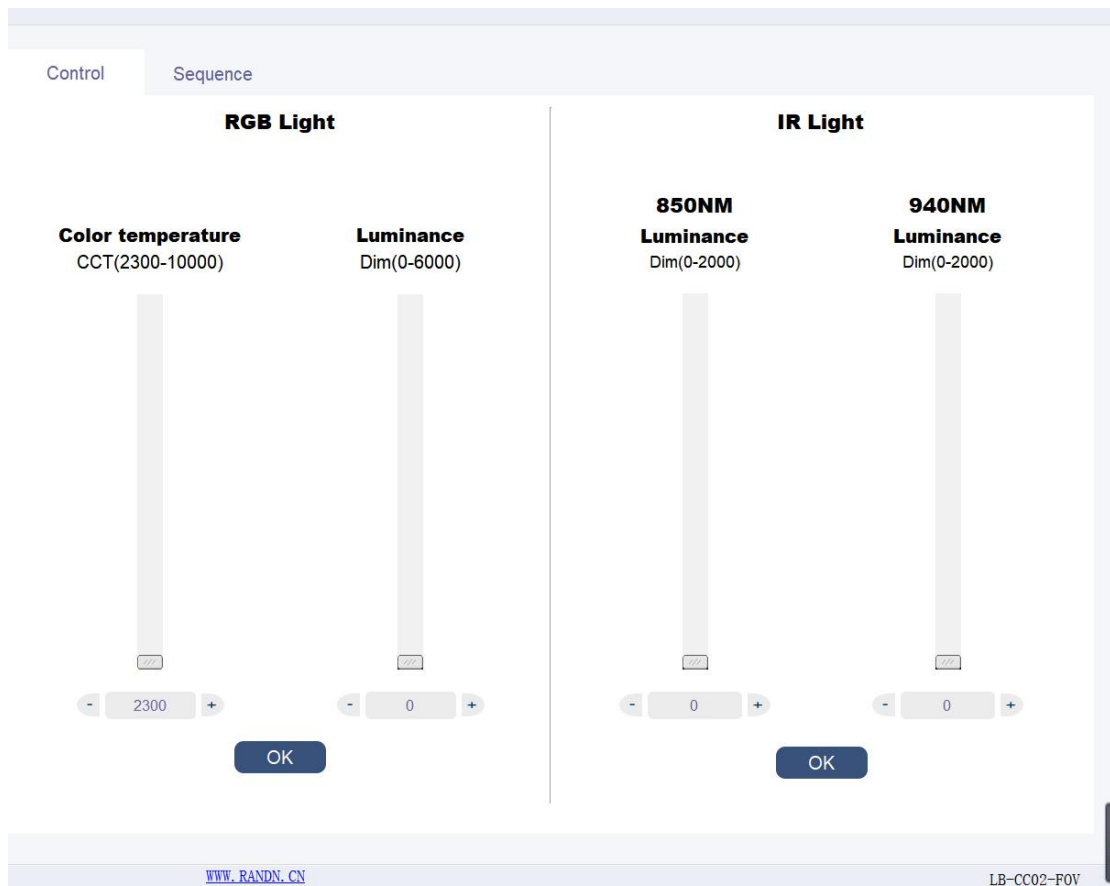 Control Sequence
RGB Light
Color temperature
CCT(2300-10000)
Luminance
Dim(0-6000)
- 2300 +
- 0 +
OK
IR Light
850NM
Luminance
Dim(0-2000)
940NM
Luminance
Dim(0-2000)
- 0 +
- 0 +
OK
WWW. RANDN. CN
LB-CC02-FOV